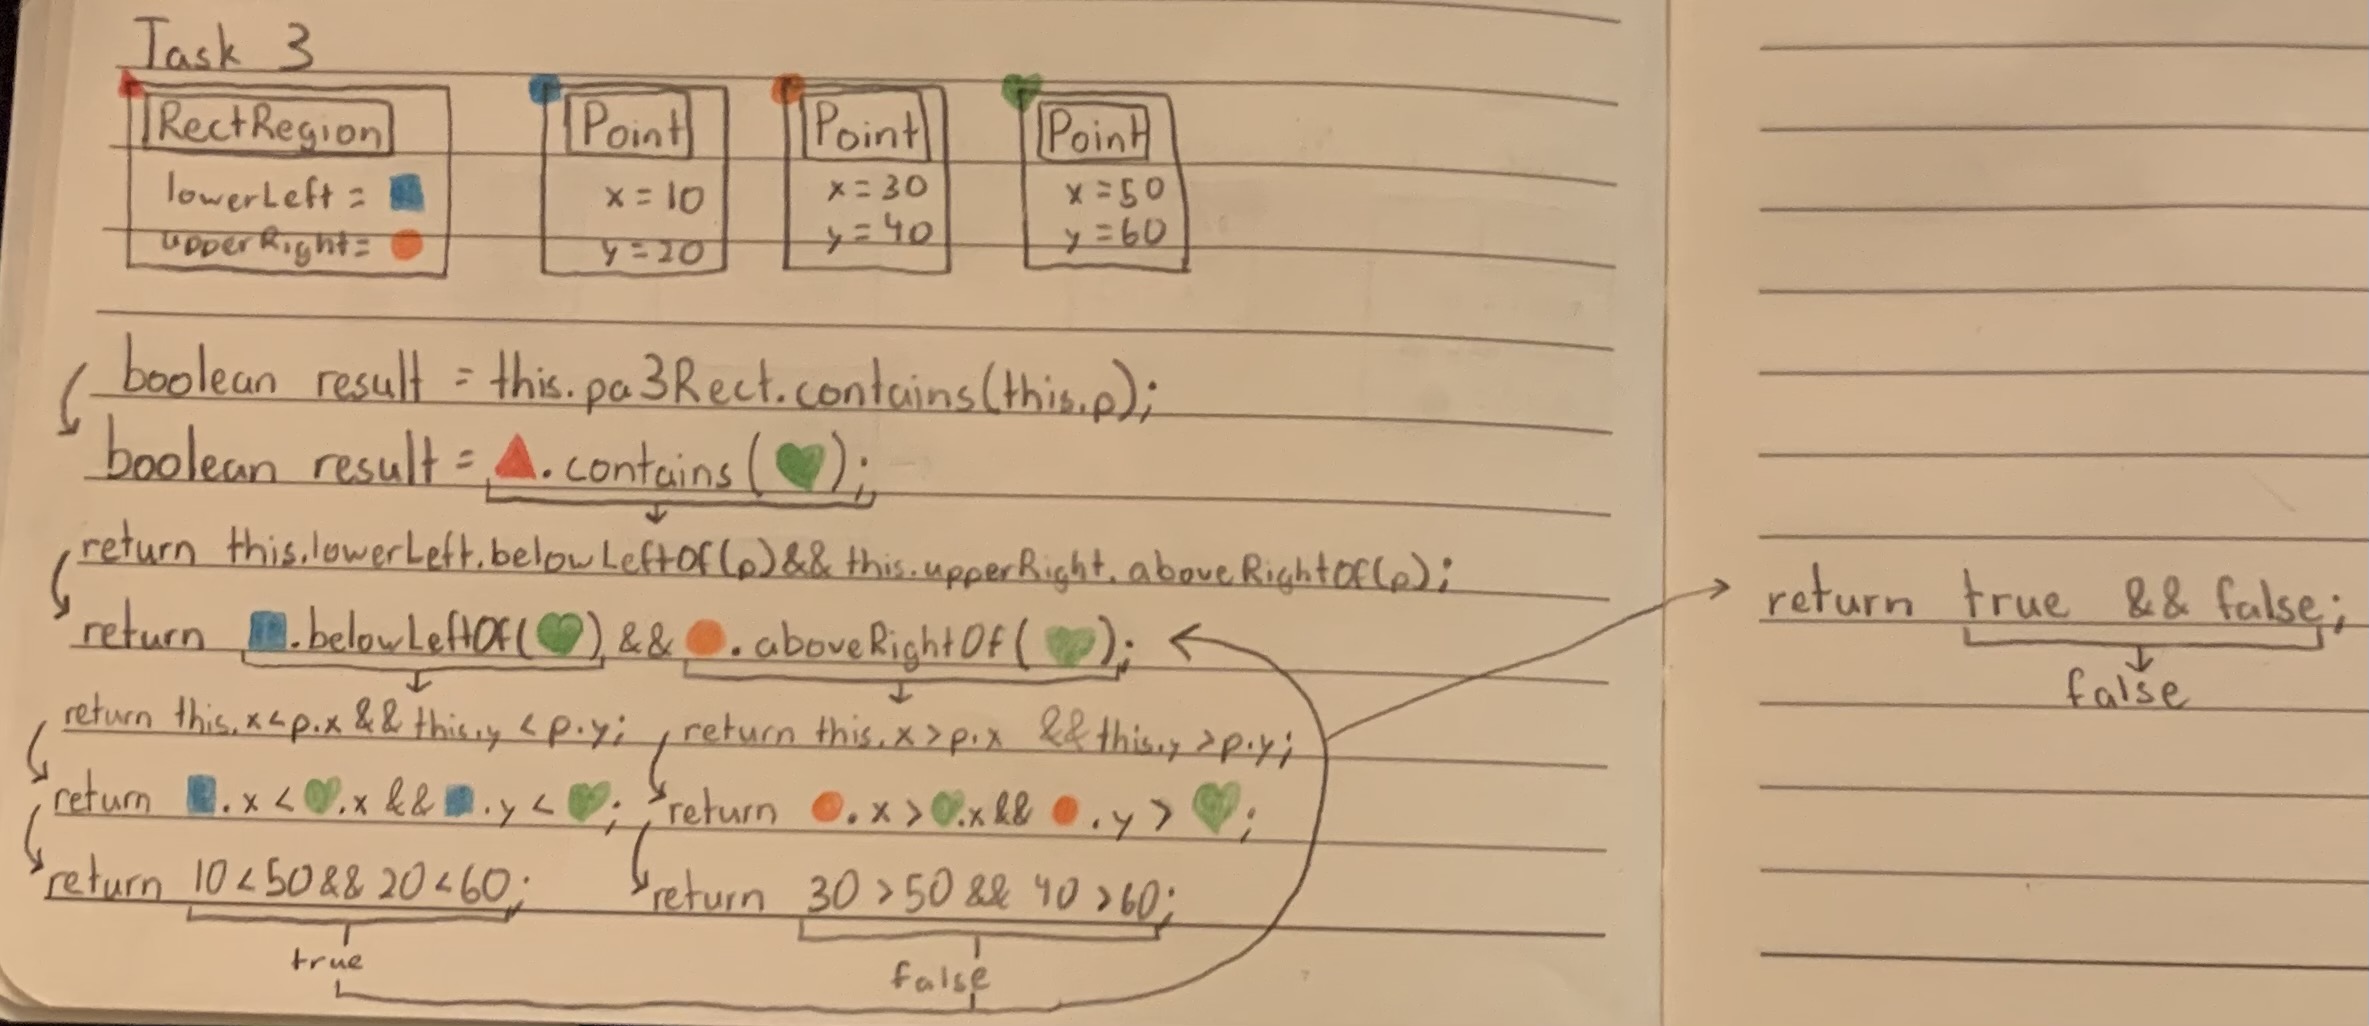 Task 3
RectRegion
lowerLeft =
upperRight =
Point
x = 10
y = 20
Point
x = 30
y = 40
Point
x = 50
y = 60
boolean result = this.pa3Rect.contains(this.p);
boolean result = .contains( );
return this.lowerLeft.belowLeftOf(p) && this.upperRight.aboveRightOf(p);
return .belowLeftOf( ) && .aboveRightOf( );
return this.x < p.x && this.y < p.y;
return this.x > p.x && this.y > p.y;
return .x < .x && .y < ;
return .x > .x && .y > ;
return 10 < 50 && 20 < 60;
return 30 > 50 && 40 > 60;
true
false
return true && false;
false